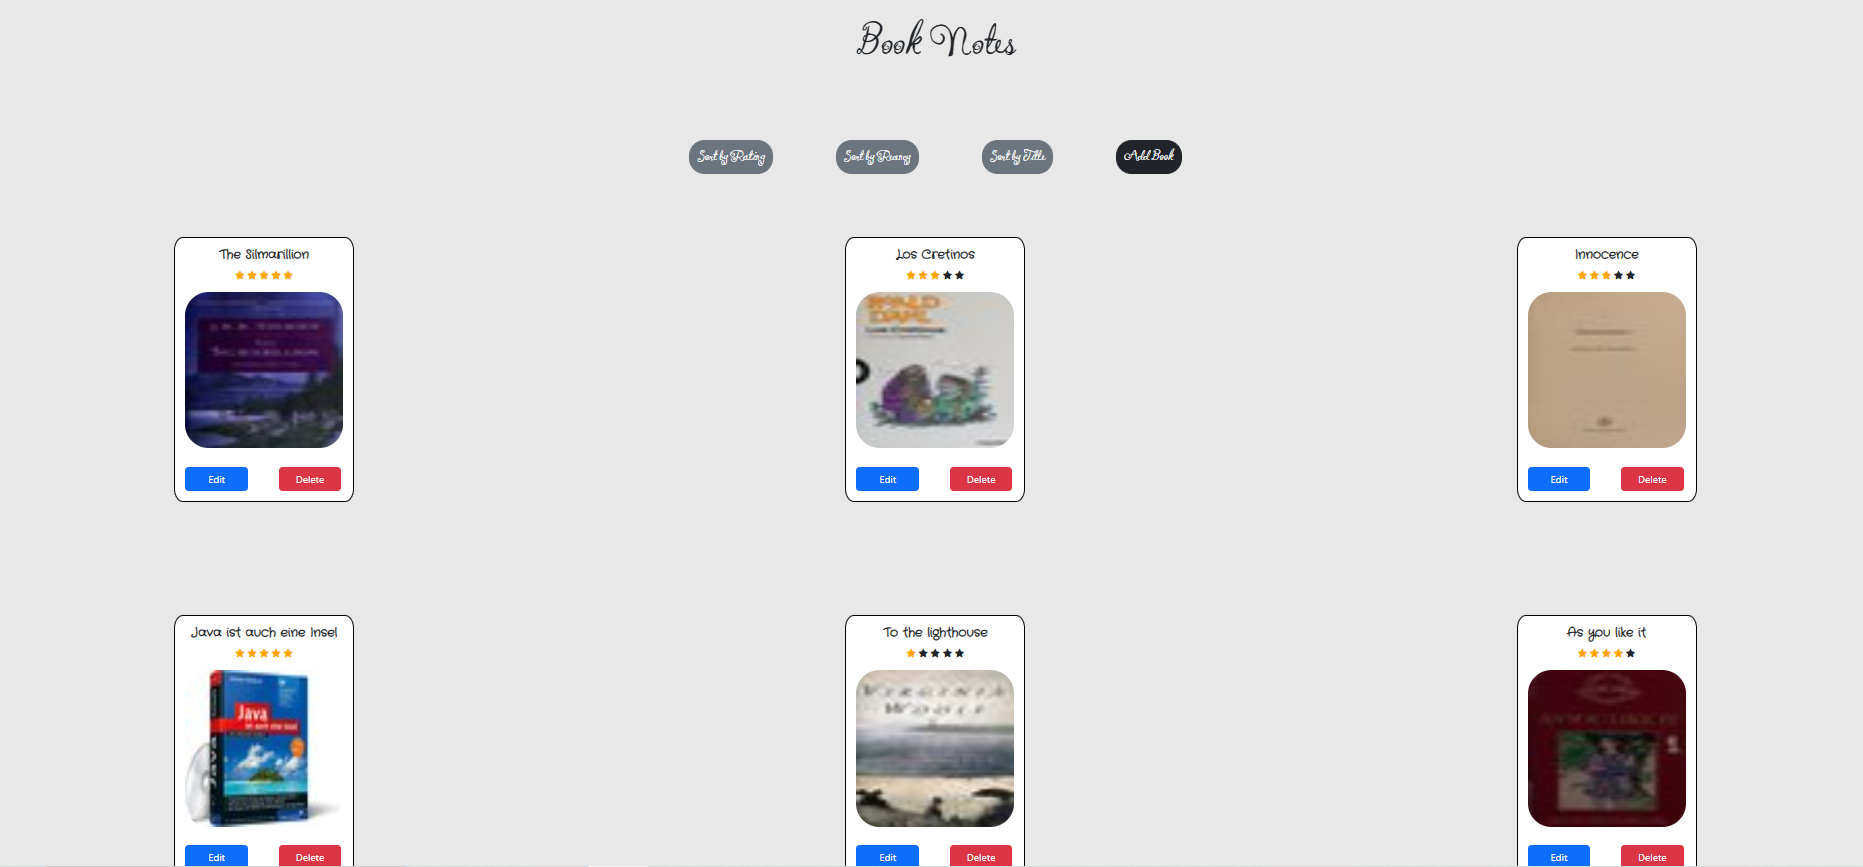 Book Notes
Sort by Rating
Sort by Recency
Sort by Title
Add Book
The Silmarillion
Los Cretinos
Innocence
ROALD
DAHL
Edit
Delete
Edit
Delete
Edit
Delete
Java ist auch eine Insel
To the lighthouse
As you like it
Java
VIRGINIA
WOOLF
Edit
Delete
Edit
Delete
Edit
Delete